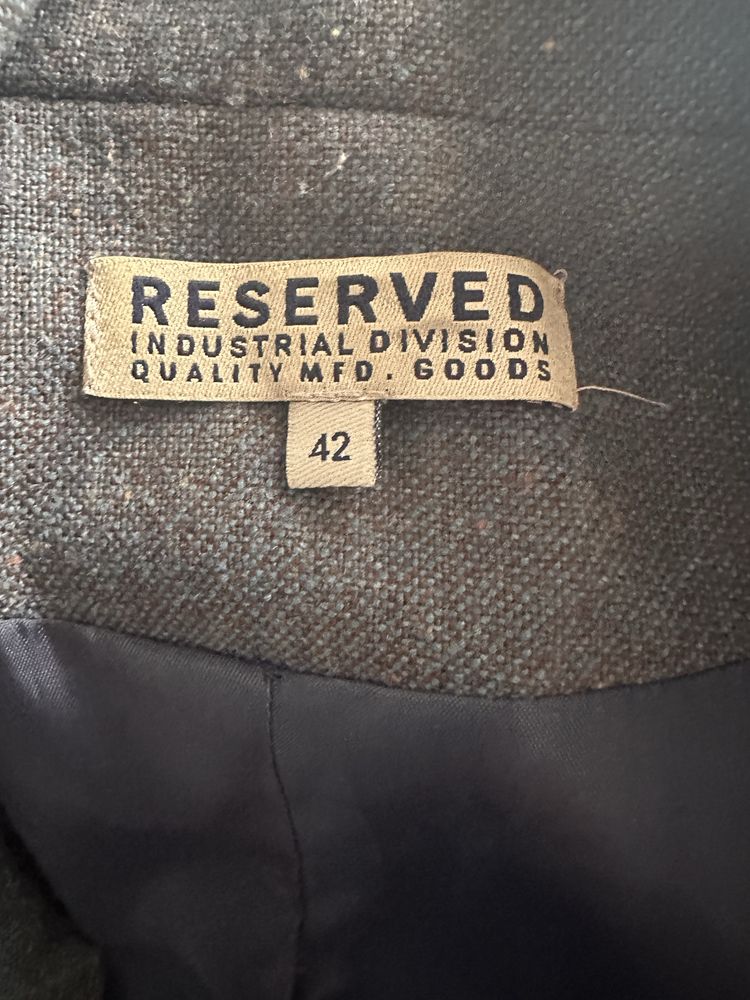 RESERVED
INDUSTRIAL DIVISION
QUALITY MFD. GOODS
42